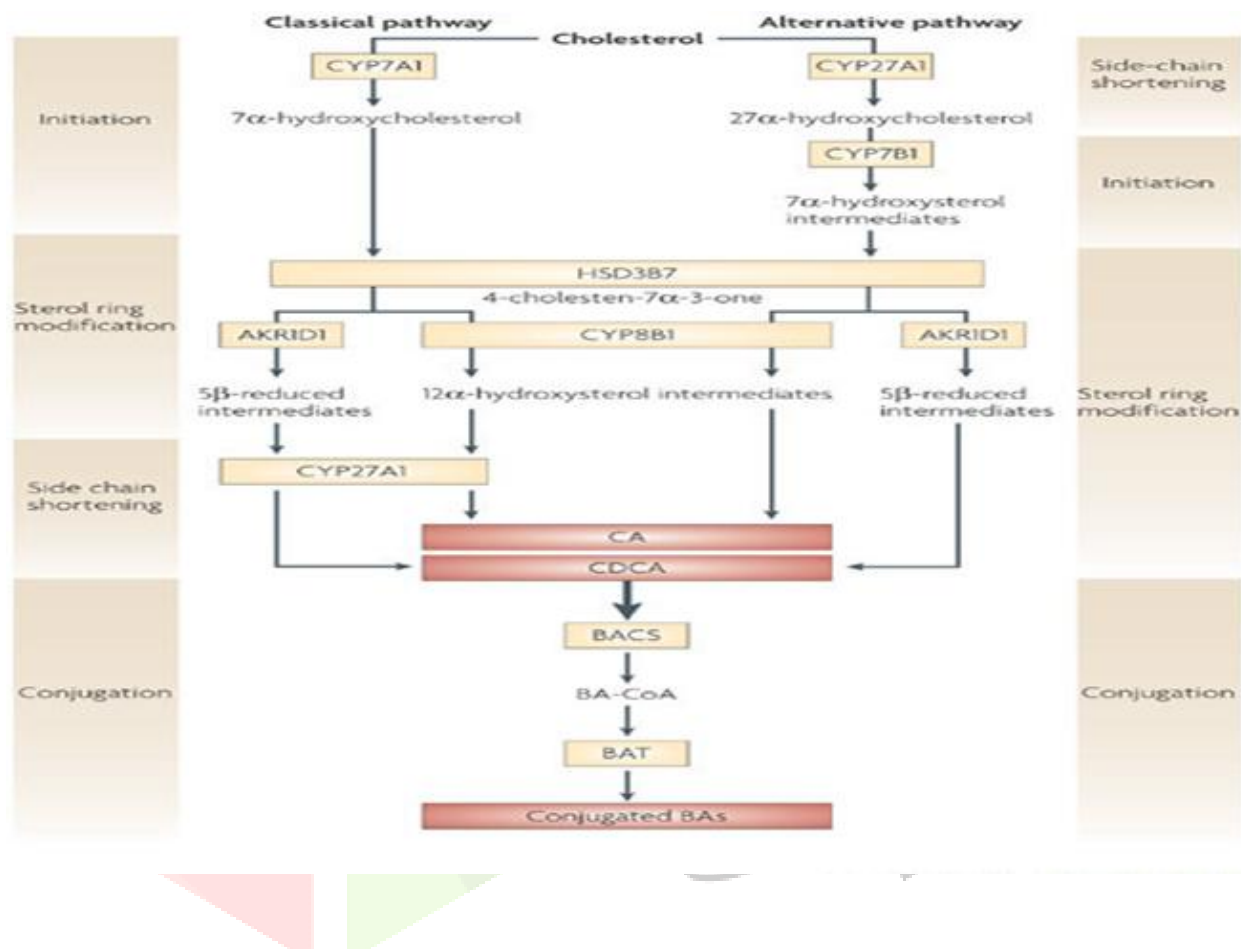 Classical pathway
Alternative pathway
Cholesterol
CYP7A1
CYP27A1
Side-chain
shortening
Initiation
7α-hydroxycholesterol
27α-hydroxycholesterol
CYP7B1
Initiation
7α-hydroxysterol
intermediates
HSD3B7
4-cholesten-7α-3-one
Sterol ring
modification
AKR1D1
CYP8B1
AKR1D1
5β-reduced
intermediates
12α-hydroxysterol intermediates
5β-reduced
intermediates
Sterol ring
modification
CYP27A1
Side chain
shortening
CA
CDCA
BACS
Conjugation
BA-CoA
Conjugation
BAT
Conjugated BAs